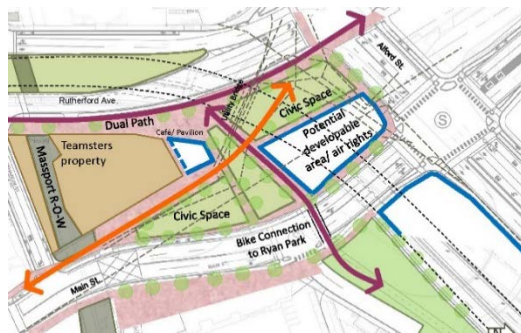 Alford St.
Rutherford Ave.
Civic Space
Dual Path
Café/ Pavilion
Potential
developable
area/ air rights
Teamsters
property
Massport R-O-W
S
Civic Space
Bike Connection
to Ryan Park
Main St.